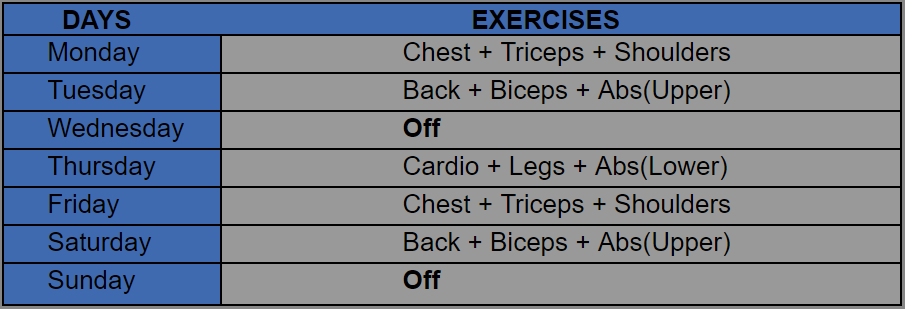 DAYS EXERCISES
Monday Chest + Triceps + Shoulders
Tuesday Back + Biceps + Abs(Upper)
Wednesday Off
Thursday Cardio + Legs + Abs(Lower)
Friday Chest + Triceps + Shoulders
Saturday Back + Biceps + Abs(Upper)
Sunday Off